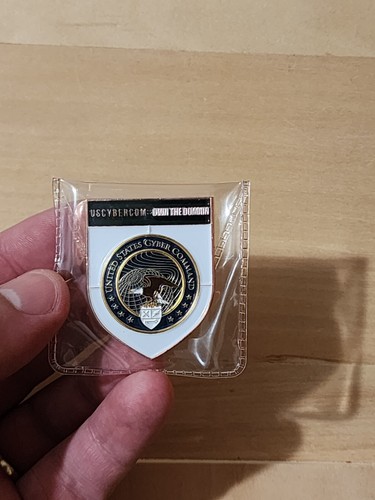 USCYBERCOM::OWN THE DOMAIN
UNITED STATES CYBER COMMAND